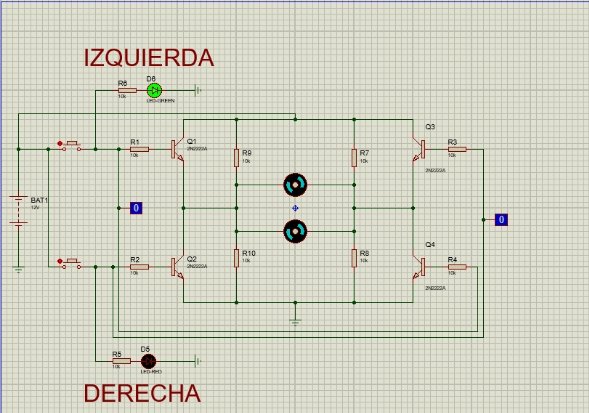 IZQUIERDA
R6
10k
D6
LED-GREEN
R1
10k
Q1
2N2222A
R9
10k
R7
10k
Q3
2N2222A
R3
10k
BAT1
12V
0
0
R2
10k
Q2
2N2222A
R10
10k
R8
10k
Q4
2N2222A
R4
10k
R5
10k
D5
LED-RED
DERECHA